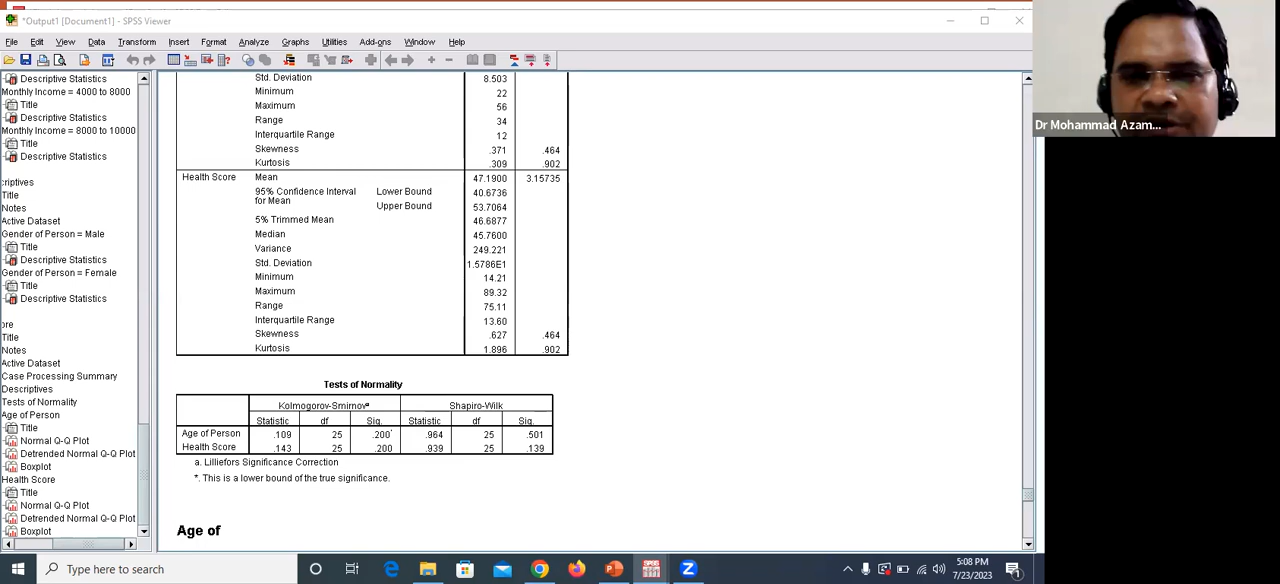 *Output1 [Document1] - SPSS Viewer
File Edit View Data Transform Insert Format Analyze Graphs Utilities Add-ons Window Help
Descriptive Statistics
Monthly Income = 4000 to 8000
Title
Descriptive Statistics
Monthly Income = 8000 to 10000
Title
Descriptive Statistics
criptives
Title
Notes
Active Dataset
Gender of Person = Male
Title
Descriptive Statistics
Gender of Person = Female
Title
Descriptive Statistics
ore
Title
Notes
Active Dataset
Case Processing Summary
Descriptives
Tests of Normality
Age of Person
Title
Normal Q-Q Plot
Detrended Normal Q-Q Plot
Boxplot
Health Score
Title
Normal Q-Q Plot
Detrended Normal Q-Q Plot
Boxplot
Std. Deviation 8.503
Minimum 22
Maximum 56
Range 34
Interquartile Range 12
Skewness .371 .464
Kurtosis .309 .902
Health Score Mean 47.1900 3.15735
95% Confidence Interval for Mean Lower Bound 40.6736
Upper Bound 53.7064
5% Trimmed Mean 46.6877
Median 45.7600
Variance 249.221
Std. Deviation 1.5786E1
Minimum 14.21
Maximum 89.32
Range 75.11
Interquartile Range 13.60
Skewness .627 .464
Kurtosis 1.896 .902
Tests of Normality
Kolmogorov-Smirnovᵃ Shapiro-Wilk
Statistic df Sig. Statistic df Sig.
Age of Person .109 25 .200* .964 25 .501
Health Score .143 25 .200 .939 25 .139
a. Lilliefors Significance Correction
*. This is a lower bound of the true significance.
Age of
Dr Mohammad Azam...
Type here to search
5:08 PM
7/23/2023